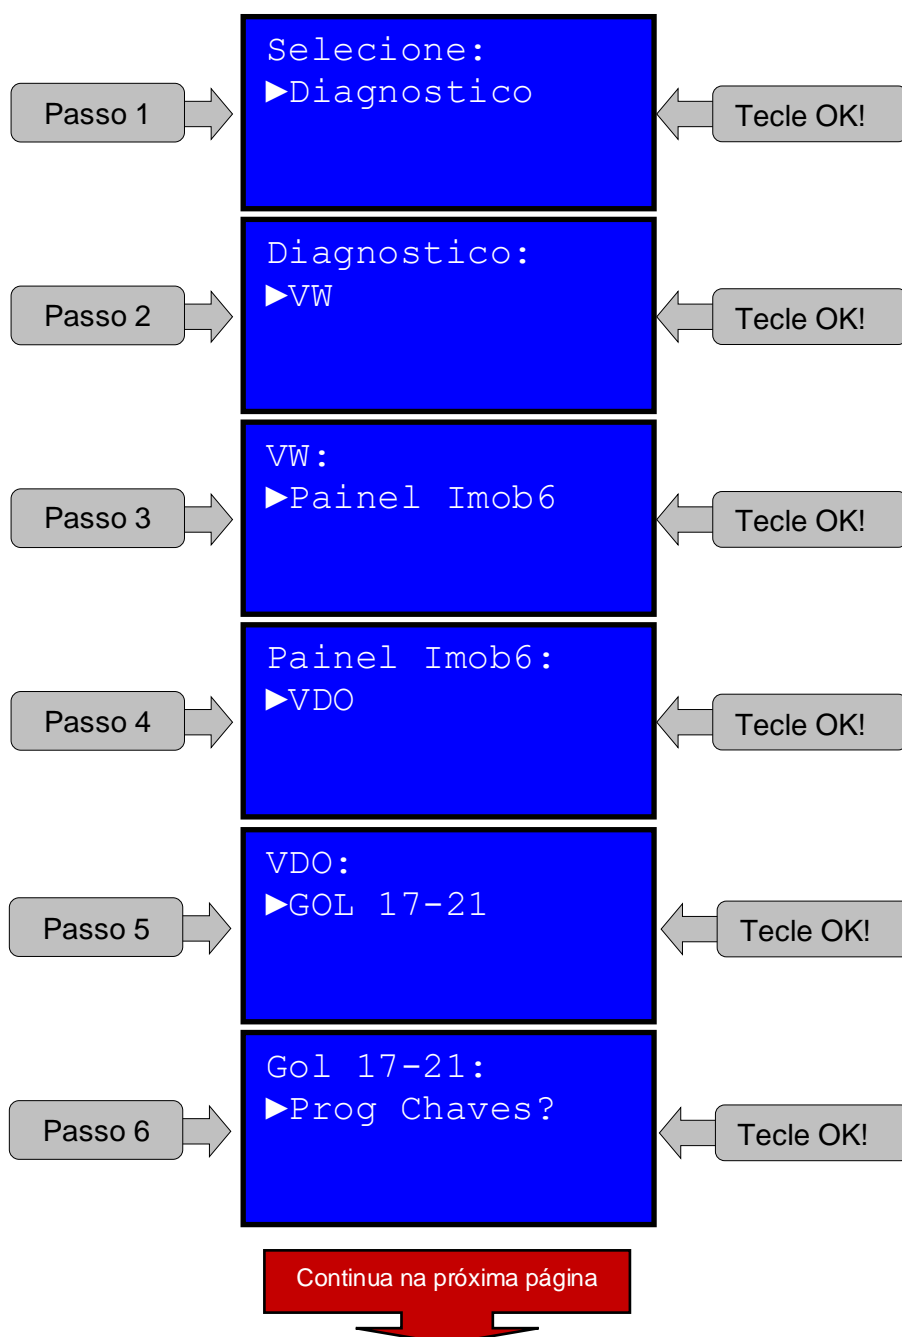 Selecione:
Passo 1
►Diagnostico
Tecle OK!
Diagnostico:
Passo 2
►VW
Tecle OK!
VW:
Passo 3
►Painel Imob6
Tecle OK!
Painel Imob6:
Passo 4
►VDO
Tecle OK!
VDO:
Passo 5
►GOL 17-21
Tecle OK!
Gol 17-21:
Passo 6
►Prog Chaves?
Tecle OK!
Continua na próxima página